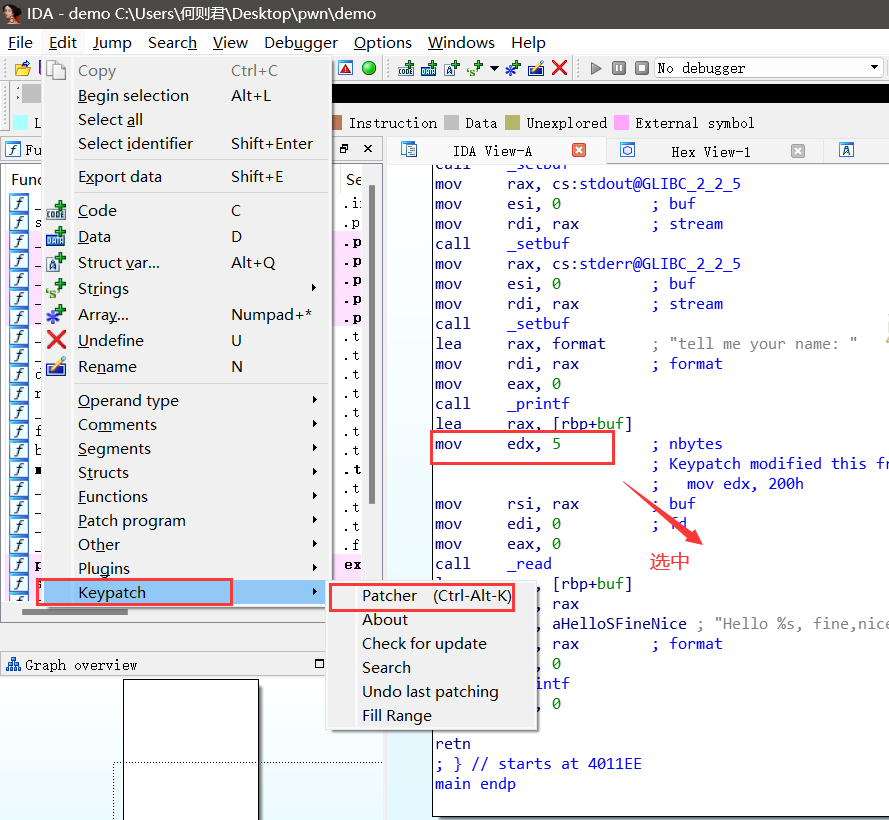 IDA - demo C:\Users\何则君\Desktop\pwn\demo
File Edit Jump Search View Debugger Options Windows Help
No debugger
Instruction Data Unexplored External symbol
IDA View-A
Hex View-1
Copy Ctrl+C
Begin selection Alt+L
Select all
Select identifier Shift+Enter
Export data Shift+E
Code C
Data D
Struct var... Alt+Q
Strings
Array... Numpad+*
Undefine U
Rename N
Operand type
Comments
Segments
Structs
Functions
Patch program
Other
Plugins
Keypatch
Patcher (Ctrl-Alt-K)
About
Check for update
Search
Undo last patching
Fill Range
call _setbuf
mov rax, cs:stdout@GLIBC_2_2_5
mov esi, 0 ; buf
mov rdi, rax ; stream
call _setbuf
mov rax, cs:stderr@GLIBC_2_2_5
mov esi, 0 ; buf
mov rdi, rax ; stream
call _setbuf
lea rax, format ; "tell me your name: "
mov rdi, rax ; format
mov eax, 0
call _printf
lea rax, [rbp+buf]
mov edx, 5 ; nbytes
; Keypatch modified this fr
; mov edx, 200h
mov rsi, rax ; buf
mov edi, 0 ; fd
mov eax, 0
call _read
, [rbp+buf]
, rax
, aHelloSFineNice ; "Hello %s, fine,nice
, rax ; format
, 0
intf
, 0
retn
; } // starts at 4011EE
main endp
选中
Graph overview